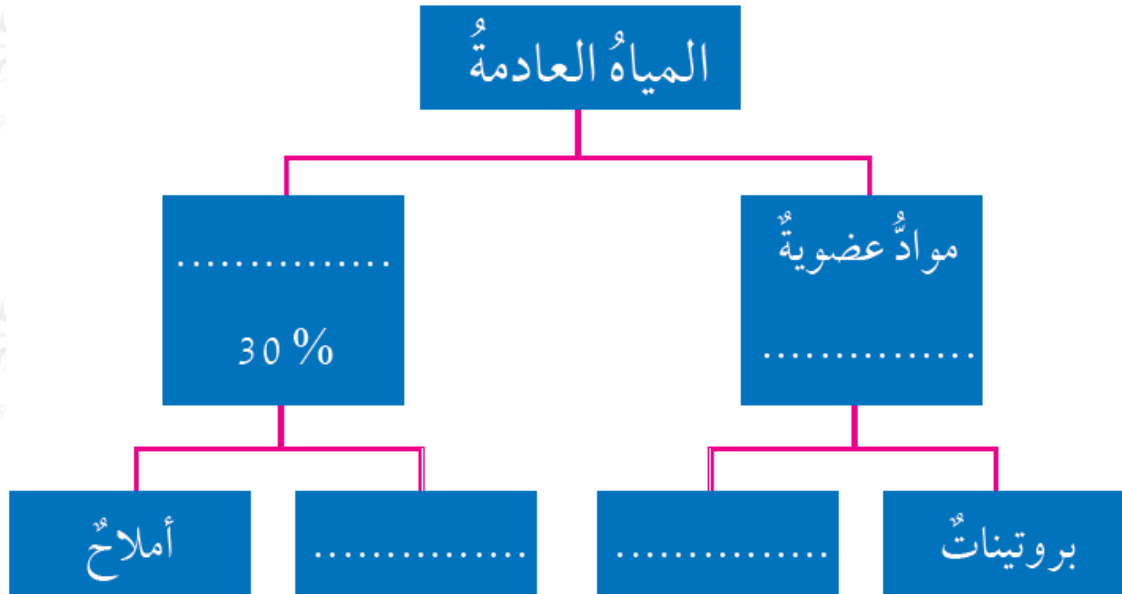 المياهُ العادمةُ
موادُّ عضويةٌ
...............
...............
30 %
بروتيناتٌ
...............
...............
أملاحٌ